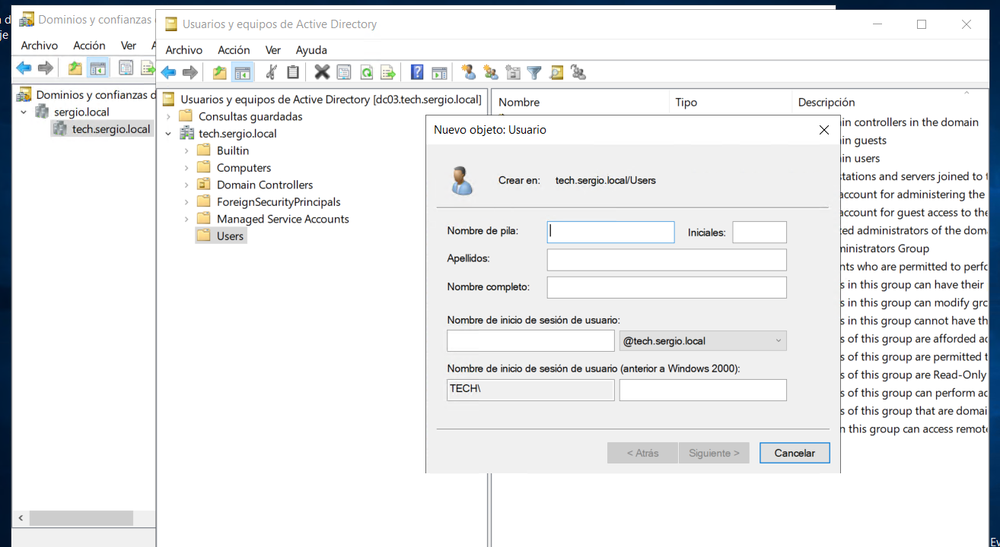 Dominios y confianzas
Usuarios y equipos de Active Directory
Archivo Acción Ver
Archivo Acción Ver Ayuda
Dominios y confianzas d
sergio.local
tech.sergio.local
Usuarios y equipos de Active Directory [dc03.tech.sergio.local]
Consultas guardadas
tech.sergio.local
Builtin
Computers
Domain Controllers
ForeignSecurityPrincipals
Managed Service Accounts
Users
Nombre Tipo Descripción
in controllers in the domain
in guests
in users
stations and servers joined to t
account for administering the
account for guest access to the
ed administrators of the doma
ministrators Group
nts who are permitted to perfo
s in this group can have their
s in this group can modify gro
s in this group cannot have th
s of this group are afforded ad
s of this group are permitted t
s of this group are Read-Only
s of this group can perform ad
s of this group that are domai
n this group can access remote
Nuevo objeto: Usuario
Crear en: tech.sergio.local/Users
Nombre de pila: Iniciales:
Apellidos:
Nombre completo:
Nombre de inicio de sesión de usuario:
@tech.sergio.local
Nombre de inicio de sesión de usuario (anterior a Windows 2000):
TECH\
< Atrás Siguiente > Cancelar